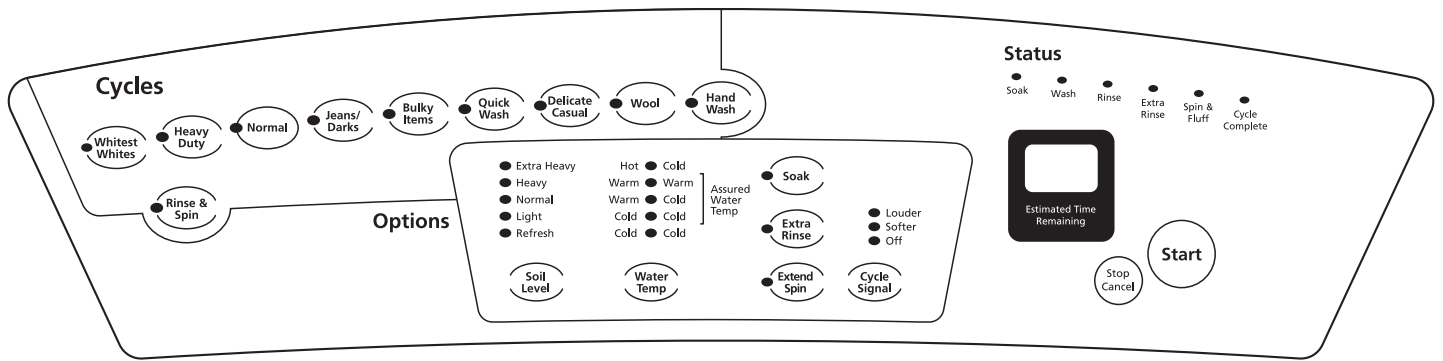 Cycles
Whitest
Whites
Heavy
Duty
Normal
Jeans/
Darks
Bulky
Items
Quick
Wash
Delicate
Casual
Wool
Hand
Wash
Rinse &
Spin
Options
Extra Heavy
Heavy
Normal
Light
Refresh
Soil
Level
Hot Cold
Warm Warm
Warm Cold
Cold Cold
Cold Cold
Assured
Water
Temp
Water
Temp
Soak
Extra
Rinse
Extend
Spin
Louder
Softer
Off
Cycle
Signal
Status
Soak
Wash
Rinse
Extra
Rinse
Spin &
Fluff
Cycle
Complete
Estimated Time
Remaining
Stop
Cancel
Start